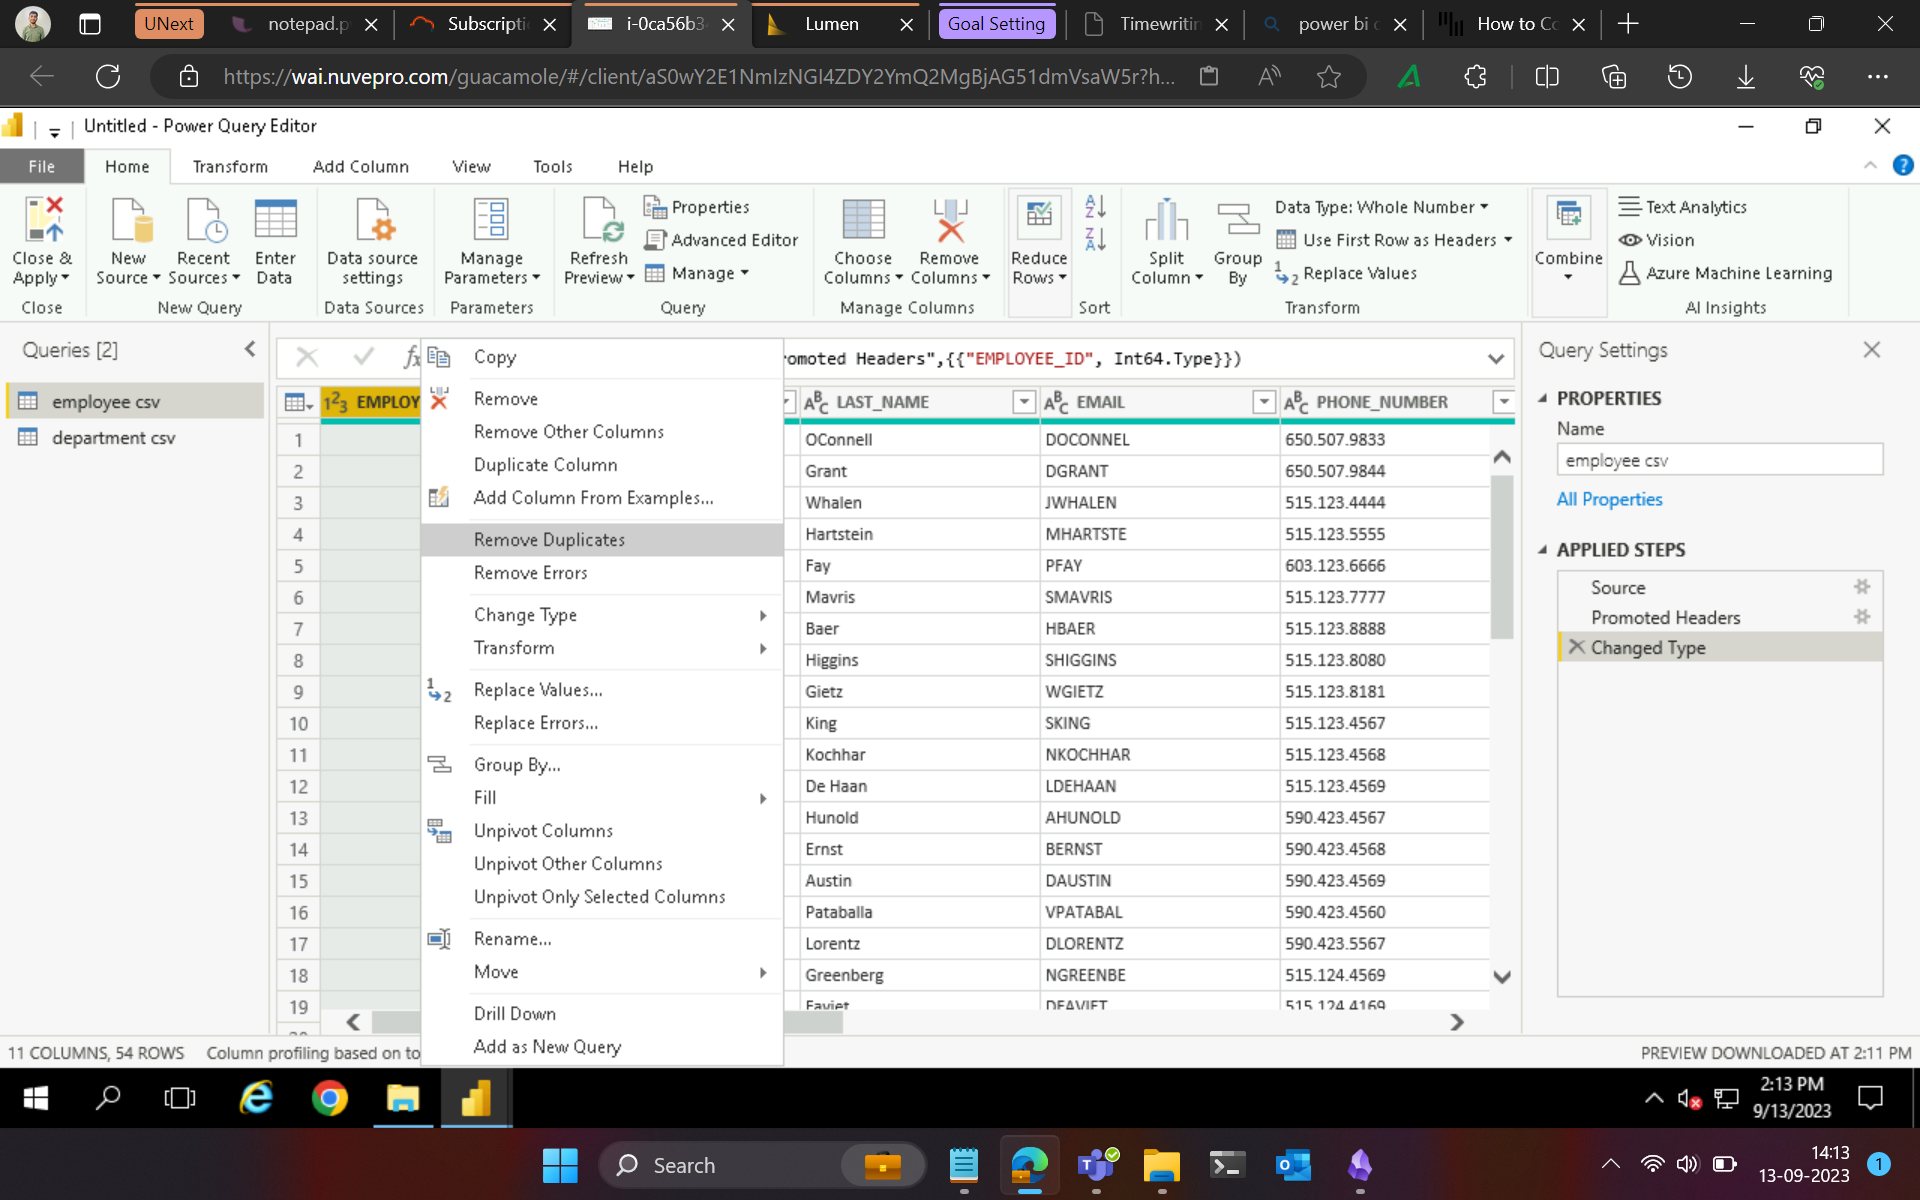 UNext
notepad.p
Subscripti
i-0ca56b3
Lumen
Goal Setting
Timewritin
power bi c
How to Co
https://wai.nuvepro.com/guacamole/#/client/aS0wY2E1NmIzNGI4ZDY2YmQ2MgBjAG51dmVsaW5r?h...
Untitled - Power Query Editor
File Home Transform Add Column View Tools Help
Close & Apply
Close
New Source
Recent Sources
Enter Data
New Query
Data source settings
Data Sources
Manage Parameters
Parameters
Refresh Preview
Properties
Advanced Editor
Manage
Query
Choose Columns
Remove Columns
Manage Columns
Reduce Rows
Sort
Split Column
Group By
Data Type: Whole Number
Use First Row as Headers
Replace Values
Transform
Combine
Text Analytics
Vision
Azure Machine Learning
AI Insights
Queries [2]
employee csv
department csv
fx
omoted Headers",{{"EMPLOYEE_ID", Int64.Type}})
EMPLOY LAST_NAME EMAIL PHONE_NUMBER
1 OConnell DOCONNEL 650.507.9833
2 Grant DGRANT 650.507.9844
3 Whalen JWHALEN 515.123.4444
4 Hartstein MHARTSTE 515.123.5555
5 Fay PFAY 603.123.6666
6 Mavris SMAVRIS 515.123.7777
7 Baer HBAER 515.123.8888
8 Higgins SHIGGINS 515.123.8080
9 Gietz WGIETZ 515.123.8181
10 King SKING 515.123.4567
11 Kochhar NKOCHHAR 515.123.4568
12 De Haan LDEHAAN 515.123.4569
13 Hunold AHUNOLD 590.423.4567
14 Ernst BERNST 590.423.4568
15 Austin DAUSTIN 590.423.4569
16 Pataballa VPATABAL 590.423.4560
17 Lorentz DLORENTZ 590.423.5567
18 Greenberg NGREENBE 515.124.4569
19 Faviet DFAVIET 515.124.4169
Copy
Remove
Remove Other Columns
Duplicate Column
Add Column From Examples...
Remove Duplicates
Remove Errors
Change Type
Transform
Replace Values...
Replace Errors...
Group By...
Fill
Unpivot Columns
Unpivot Other Columns
Unpivot Only Selected Columns
Rename...
Move
Drill Down
Add as New Query
Query Settings
PROPERTIES
Name
employee csv
All Properties
APPLIED STEPS
Source
Promoted Headers
Changed Type
11 COLUMNS, 54 ROWS Column profiling based on to
PREVIEW DOWNLOADED AT 2:11 PM
2:13 PM
9/13/2023
Search
14:13
13-09-2023
1